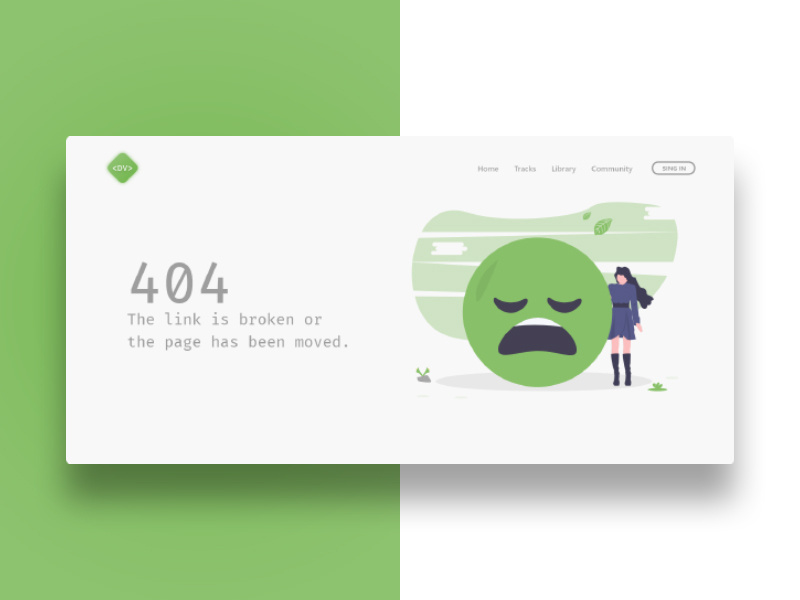 <DV>
Home Tracks Library Community SING IN
404
The link is broken or
the page has been moved.